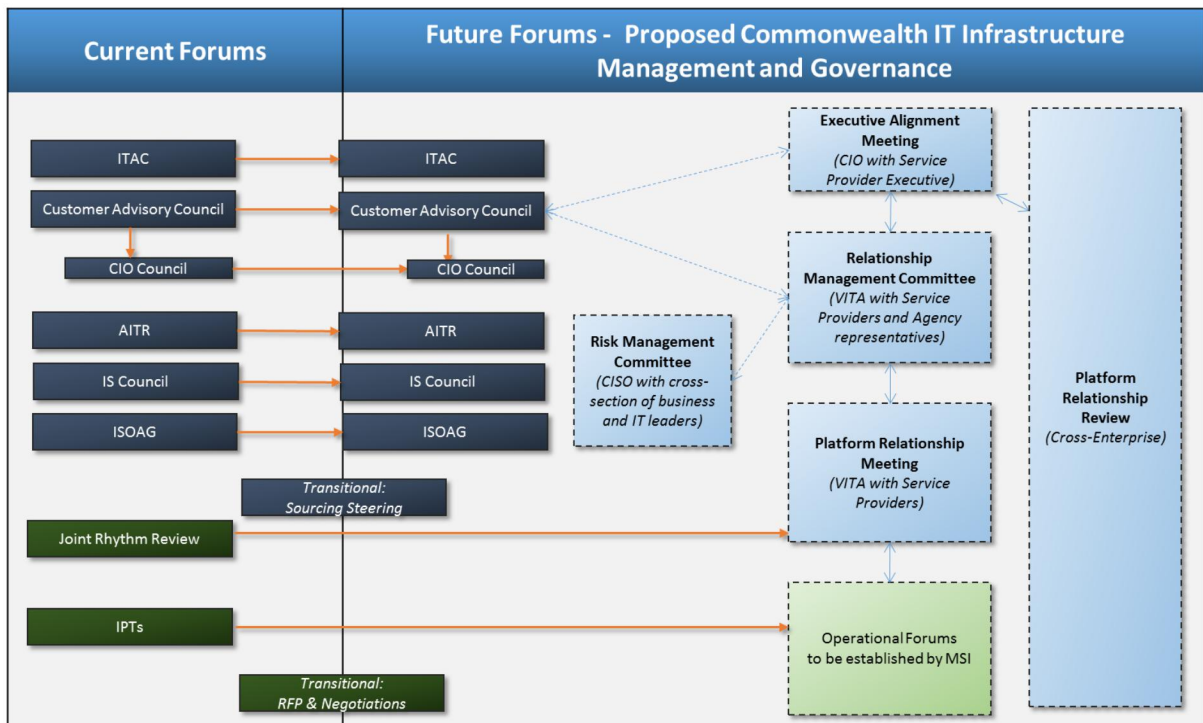 Current Forums
Future Forums - Proposed Commonwealth IT Infrastructure
Management and Governance
ITAC
Customer Advisory Council
CIO Council
AITR
IS Council
ISOAG
Transitional:
Sourcing Steering
Joint Rhythm Review
IPTs
Transitional:
RFP & Negotiations
ITAC
Customer Advisory Council
CIO Council
AITR
IS Council
ISOAG
Risk Management
Committee
(CISO with cross-
section of business
and IT leaders)
Executive Alignment
Meeting
(CIO with Service
Provider Executive)
Relationship
Management Committee
(VITA with Service
Providers and Agency
representatives)
Platform Relationship
Meeting
(VITA with Service
Providers)
Operational Forums
to be established by MSI
Platform
Relationship
Review
(Cross-Enterprise)